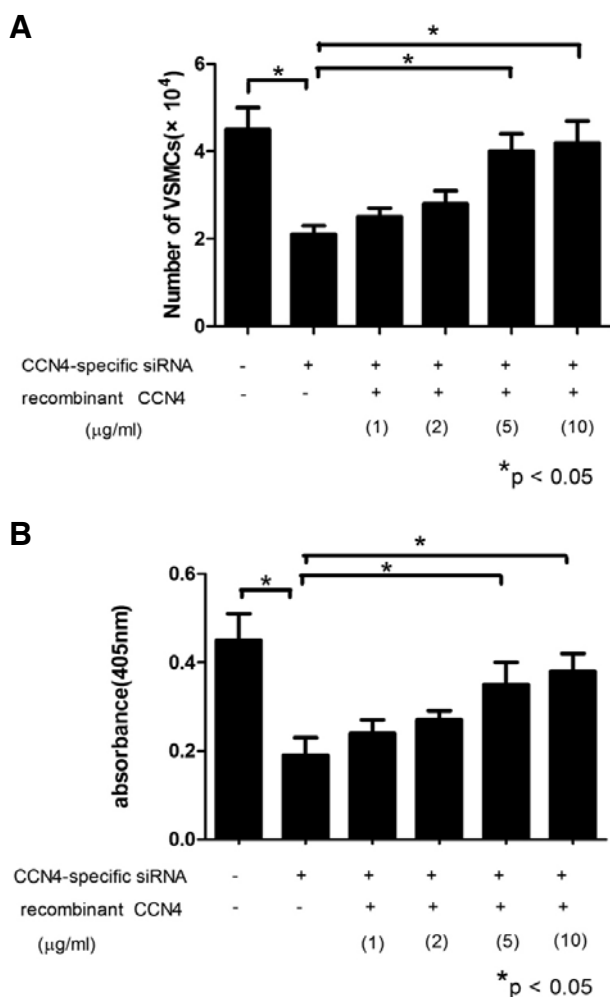 A
*
*
*
6
4
2
0
Number of VSMCs(× 10⁴)
CCN4-specific siRNA - + + + + +
recombinant CCN4 - - + + + +
(μg/ml) (1) (2) (5) (10)
*p < 0.05
B
*
*
*
0.6
0.4
0.2
0.0
absorbance(405nm)
CCN4-specific siRNA - + + + + +
recombinant CCN4 - - + + + +
(μg/ml) (1) (2) (5) (10)
*p < 0.05